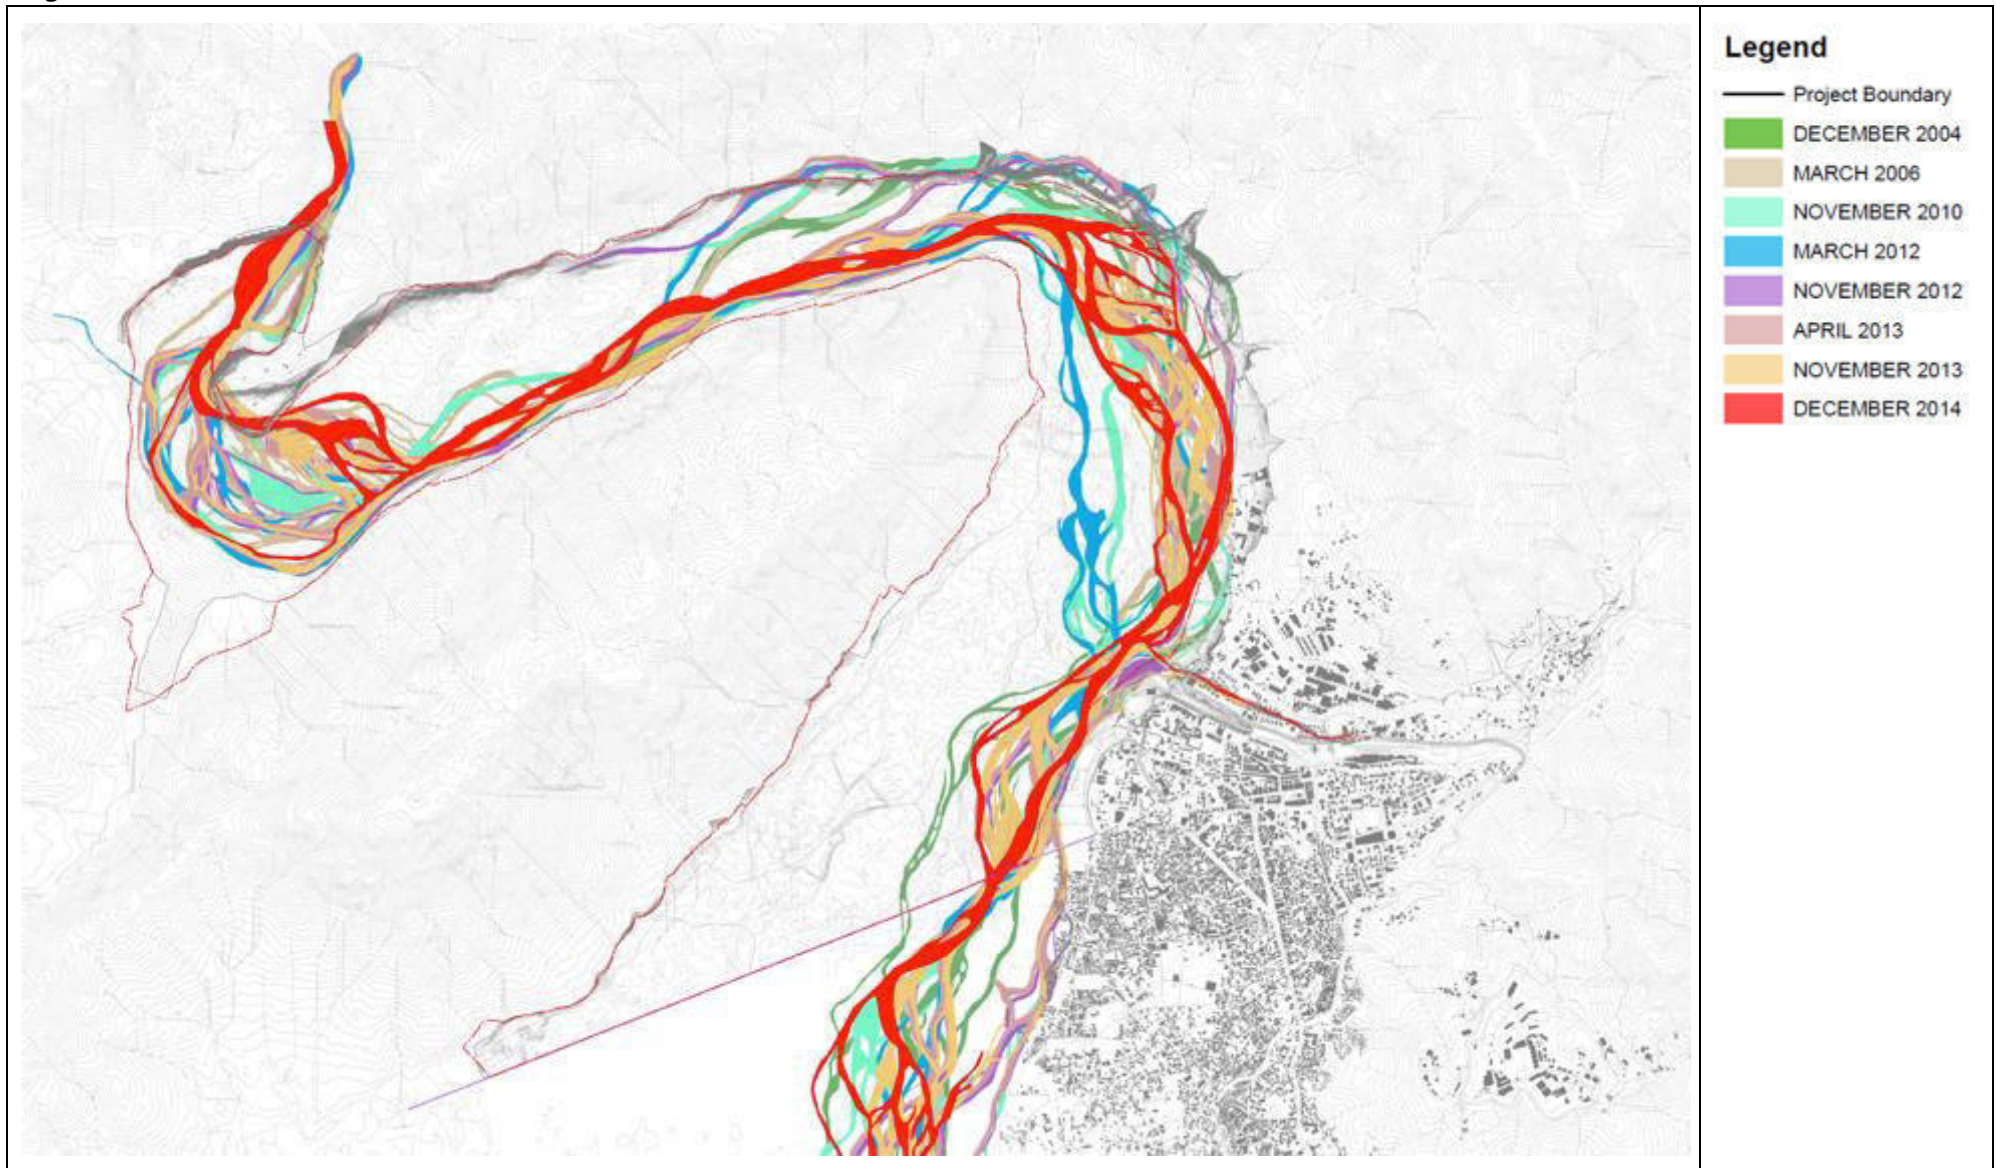 Legend
Project Boundary
DECEMBER 2004
MARCH 2006
NOVEMBER 2010
MARCH 2012
NOVEMBER 2012
APRIL 2013
NOVEMBER 2013
DECEMBER 2014